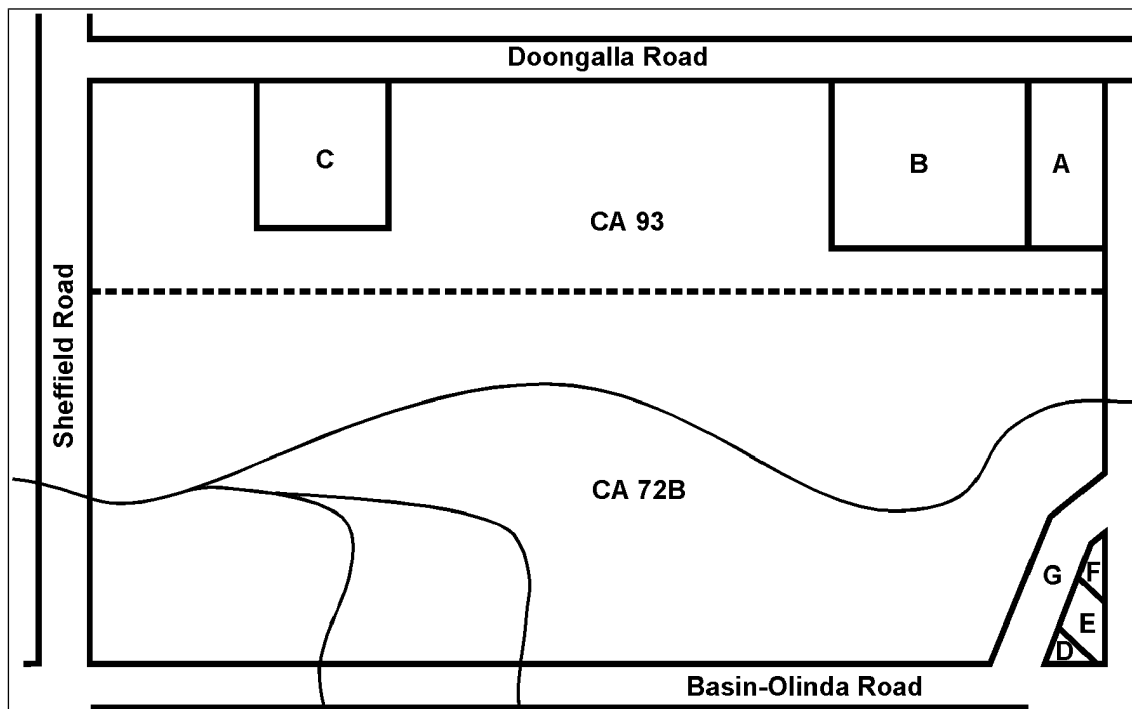 Doongalla Road
C
B
A
CA 93
Sheffield Road
CA 72B
G
F
E
D
Basin-Olinda Road